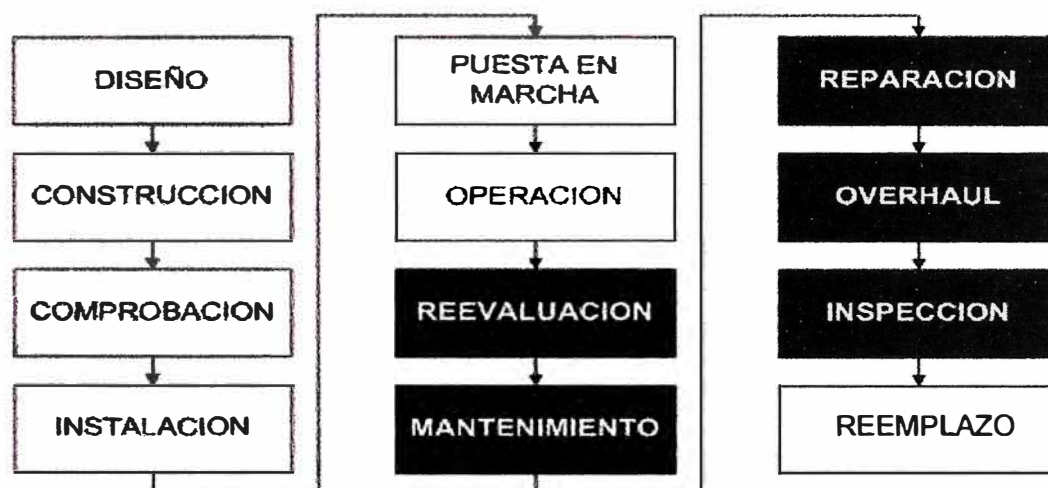 DISEÑO
CONSTRUCCION
COMPROBACION
INSTALACION
PUESTA EN
MARCHA
OPERACION
REEVALUACION
MANTENIMIENTO
REPARACION
OVERHAUL
INSPECCION
REEMPLAZO